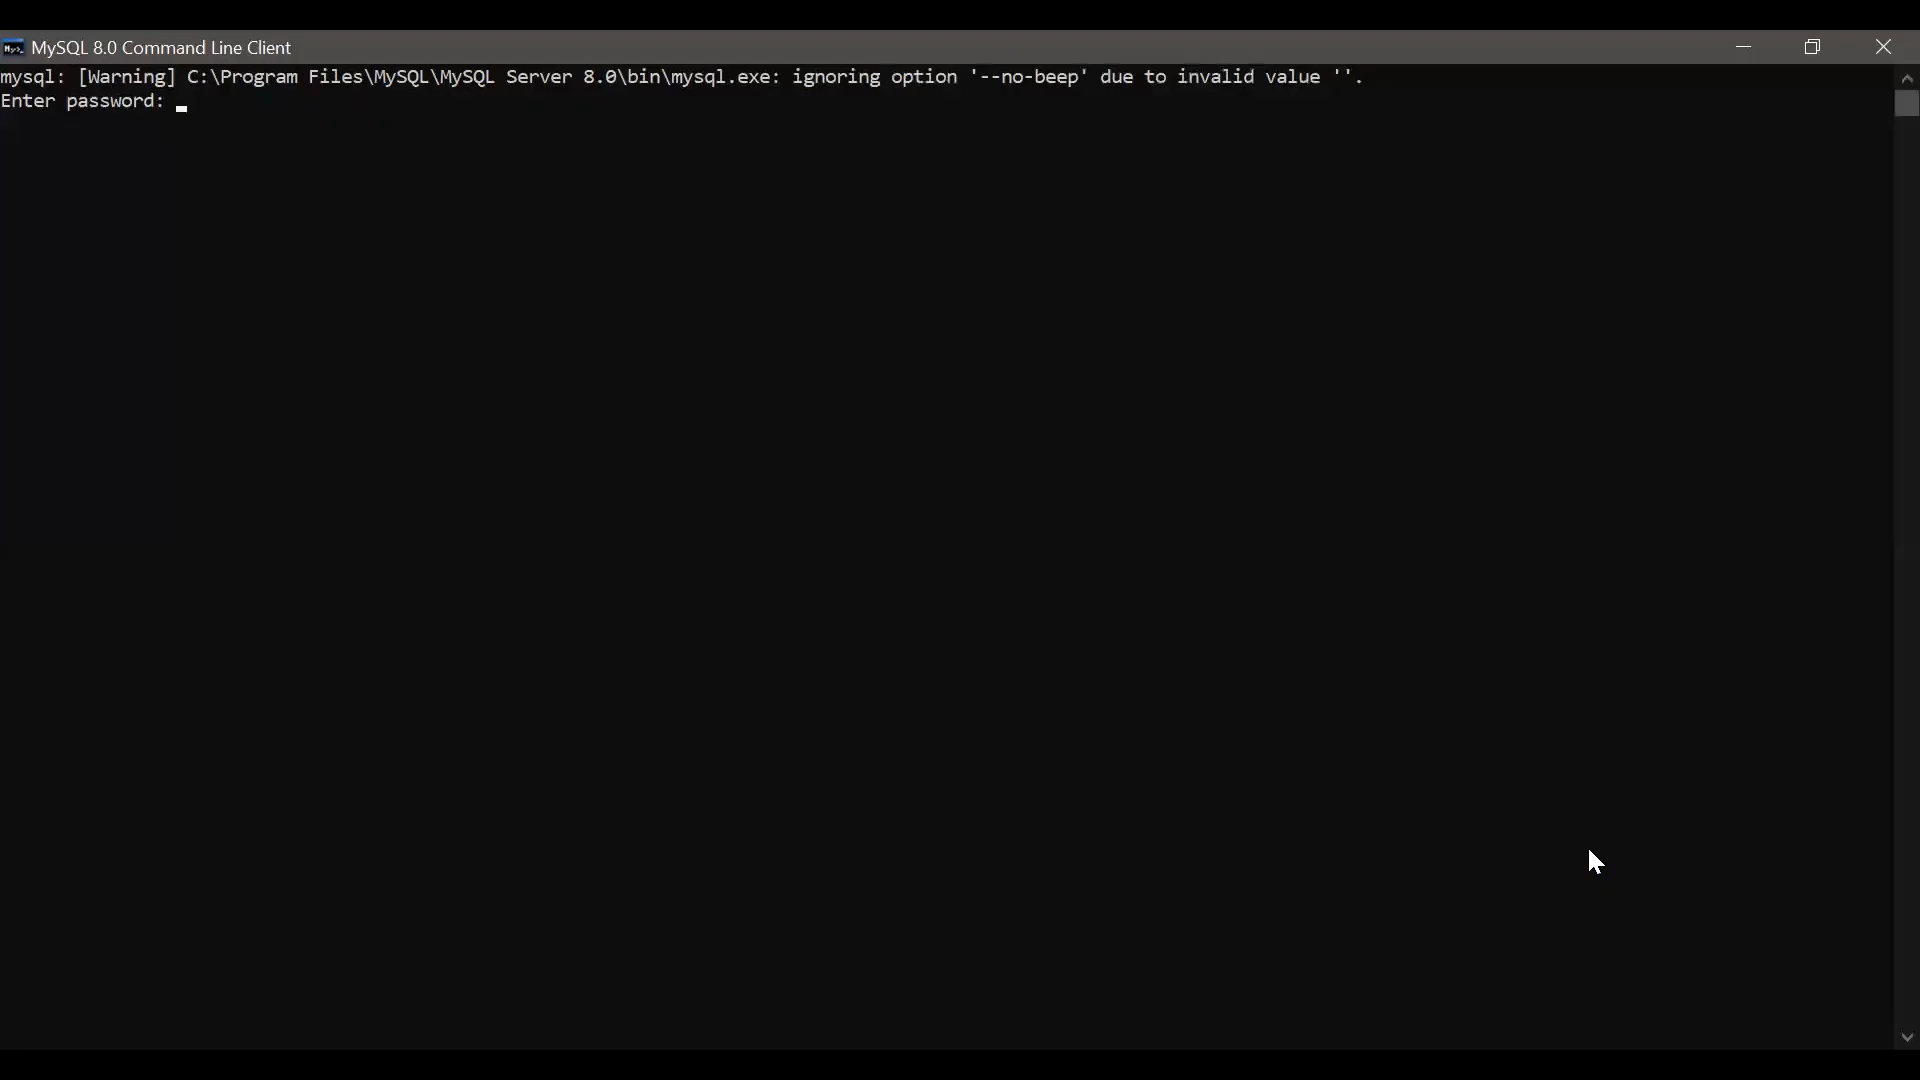 MySQL 8.0 Command Line Client
mysql: [Warning] C:\Program Files\MySQL\MySQL Server 8.0\bin\mysql.exe: ignoring option '--no-beep' due to invalid value ''.
Enter password: